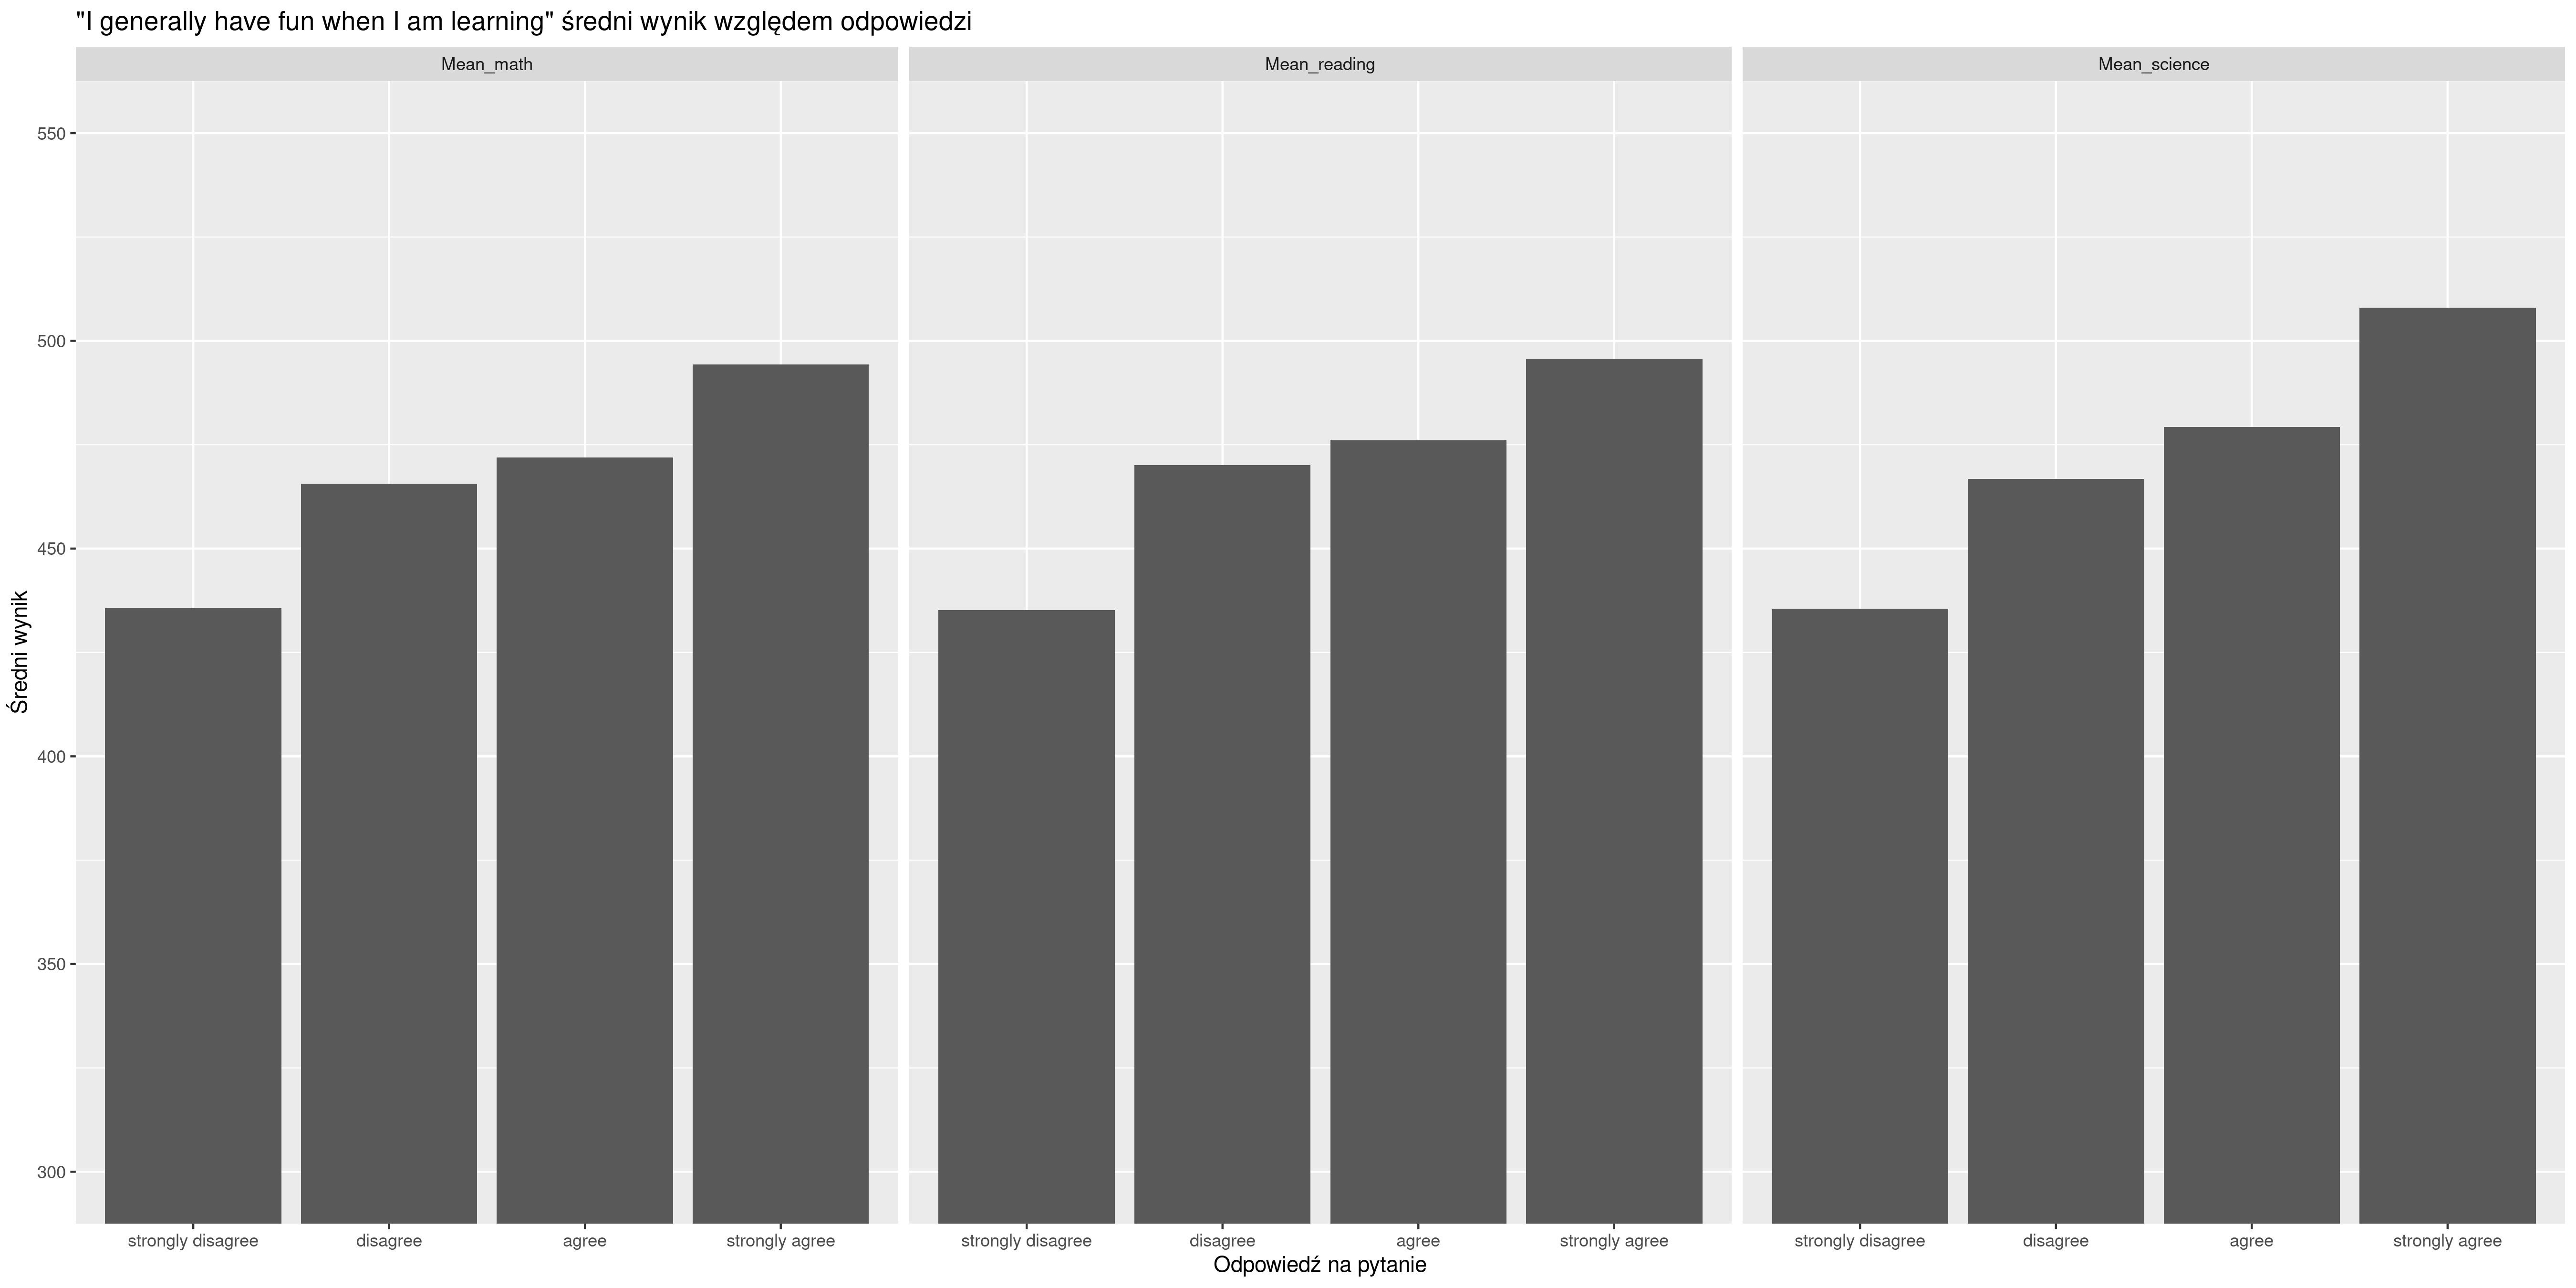 "I generally have fun when I am learning" średni wynik względem odpowiedzi
Mean_math
Mean_reading
Mean_science
Średni wynik
550
500
450
400
350
300
strongly disagree
disagree
agree
strongly agree
strongly disagree
disagree
agree
strongly agree
strongly disagree
disagree
agree
strongly agree
Odpowiedź na pytanie